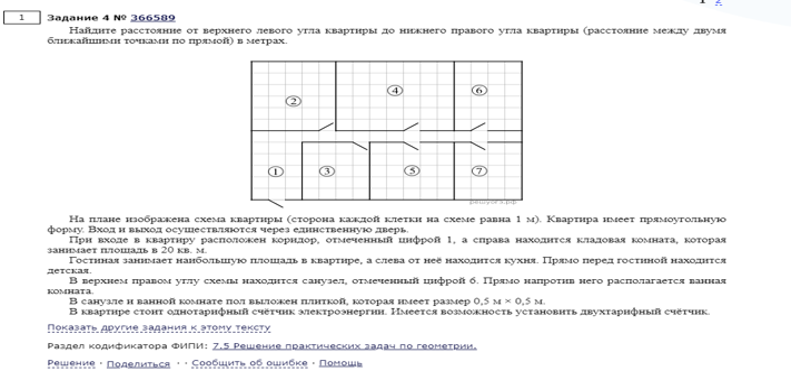 1 Задание 4 № 366589
Найдите расстояние от верхнего левого угла квартиры до нижнего правого угла квартиры (расстояние между двумя
ближайшими точками по прямой) в метрах.
4
6
2
1
3
5
7
решуогэ.рф
На плане изображена схема квартиры (сторона каждой клетки на схеме равна 1 м). Квартира имеет прямоугольную
форму. Вход и выход осуществляются через единственную дверь.
При входе в квартиру расположен коридор, отмеченный цифрой 1, а справа находится кладовая комната, которая
занимает площадь в 20 кв. м.
Гостиная занимает наибольшую площадь в квартире, а слева от неё находится кухня. Прямо перед гостиной находится
детская.
В верхнем правом углу схемы находится санузел, отмеченный цифрой 6. Прямо напротив него располагается ванная
комната.
В санузле и ванной комнате пол выложен плиткой, которая имеет размер 0,5 м × 0,5 м.
В квартире стоит однотарифный счётчик электроэнергии. Имеется возможность установить двухтарифный счётчик.
Показать другие задания к этому тексту
Раздел кодификатора ФИПИ: 7.5 Решение практических задач по геометрии.
Решение · Поделиться · · Сообщить об ошибке · Помощь